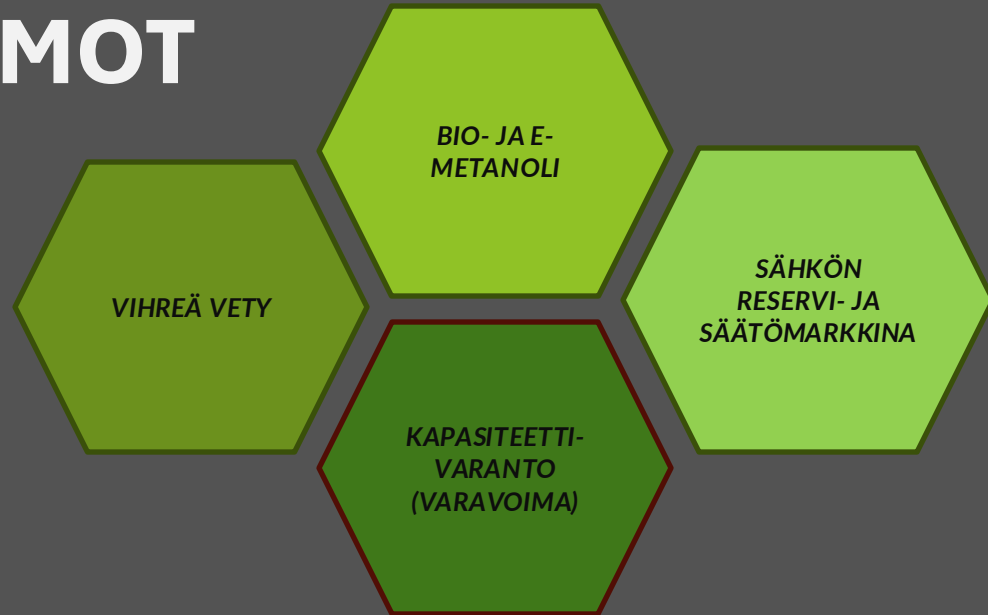 MOT
BIO- JA E-
METANOLI
VIHREÄ VETY
SÄHKÖN
RESERVI- JA
SÄÄTÖMARKKINA
KAPASITEETTI-
VARANTO
(VARAVOIMA)